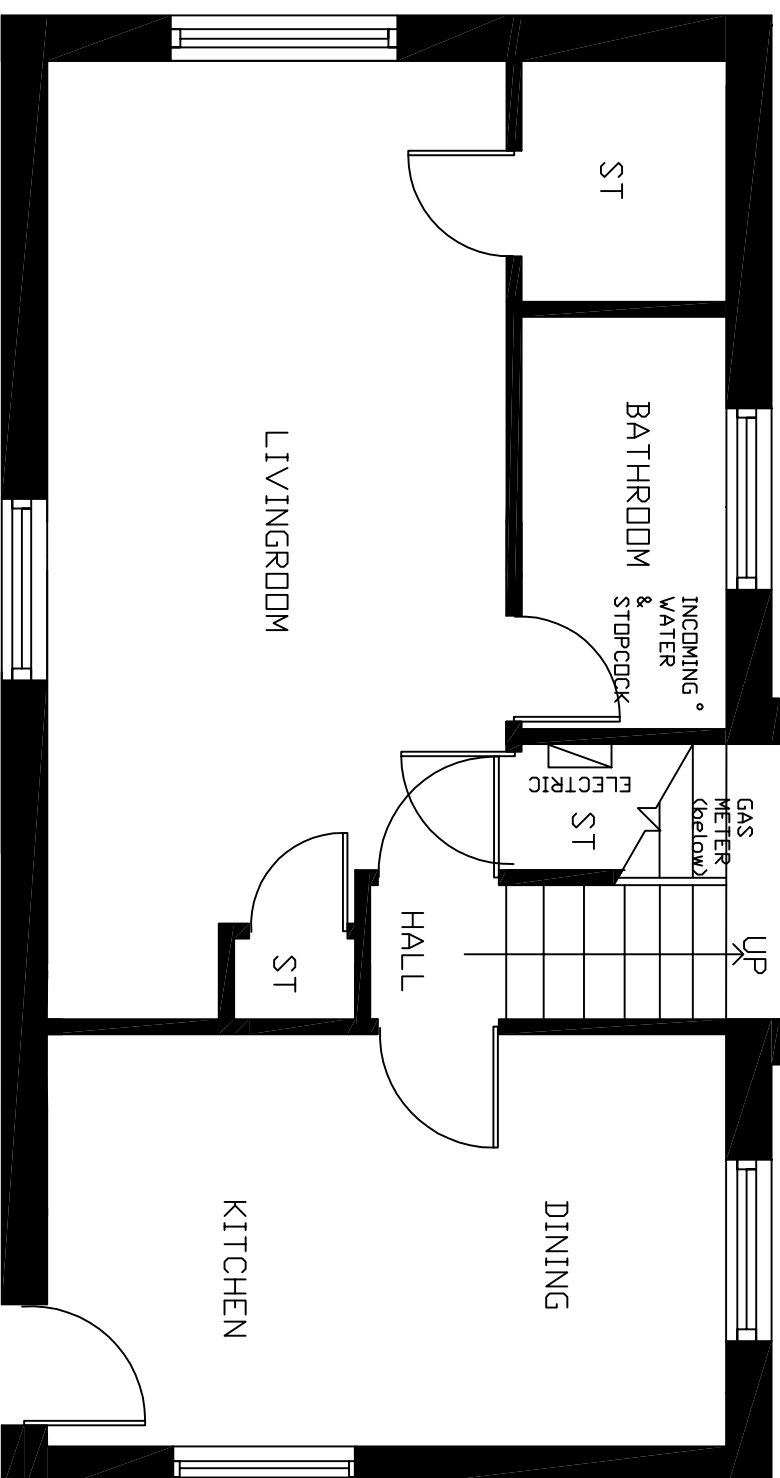 ST
LIVINGROOM
BATHROOM
INCOMING
WATER
&
STOPCOCK
ELECTRIC
ST
GAS
METER
(below)
UP
HALL
ST
KITCHEN
DINING